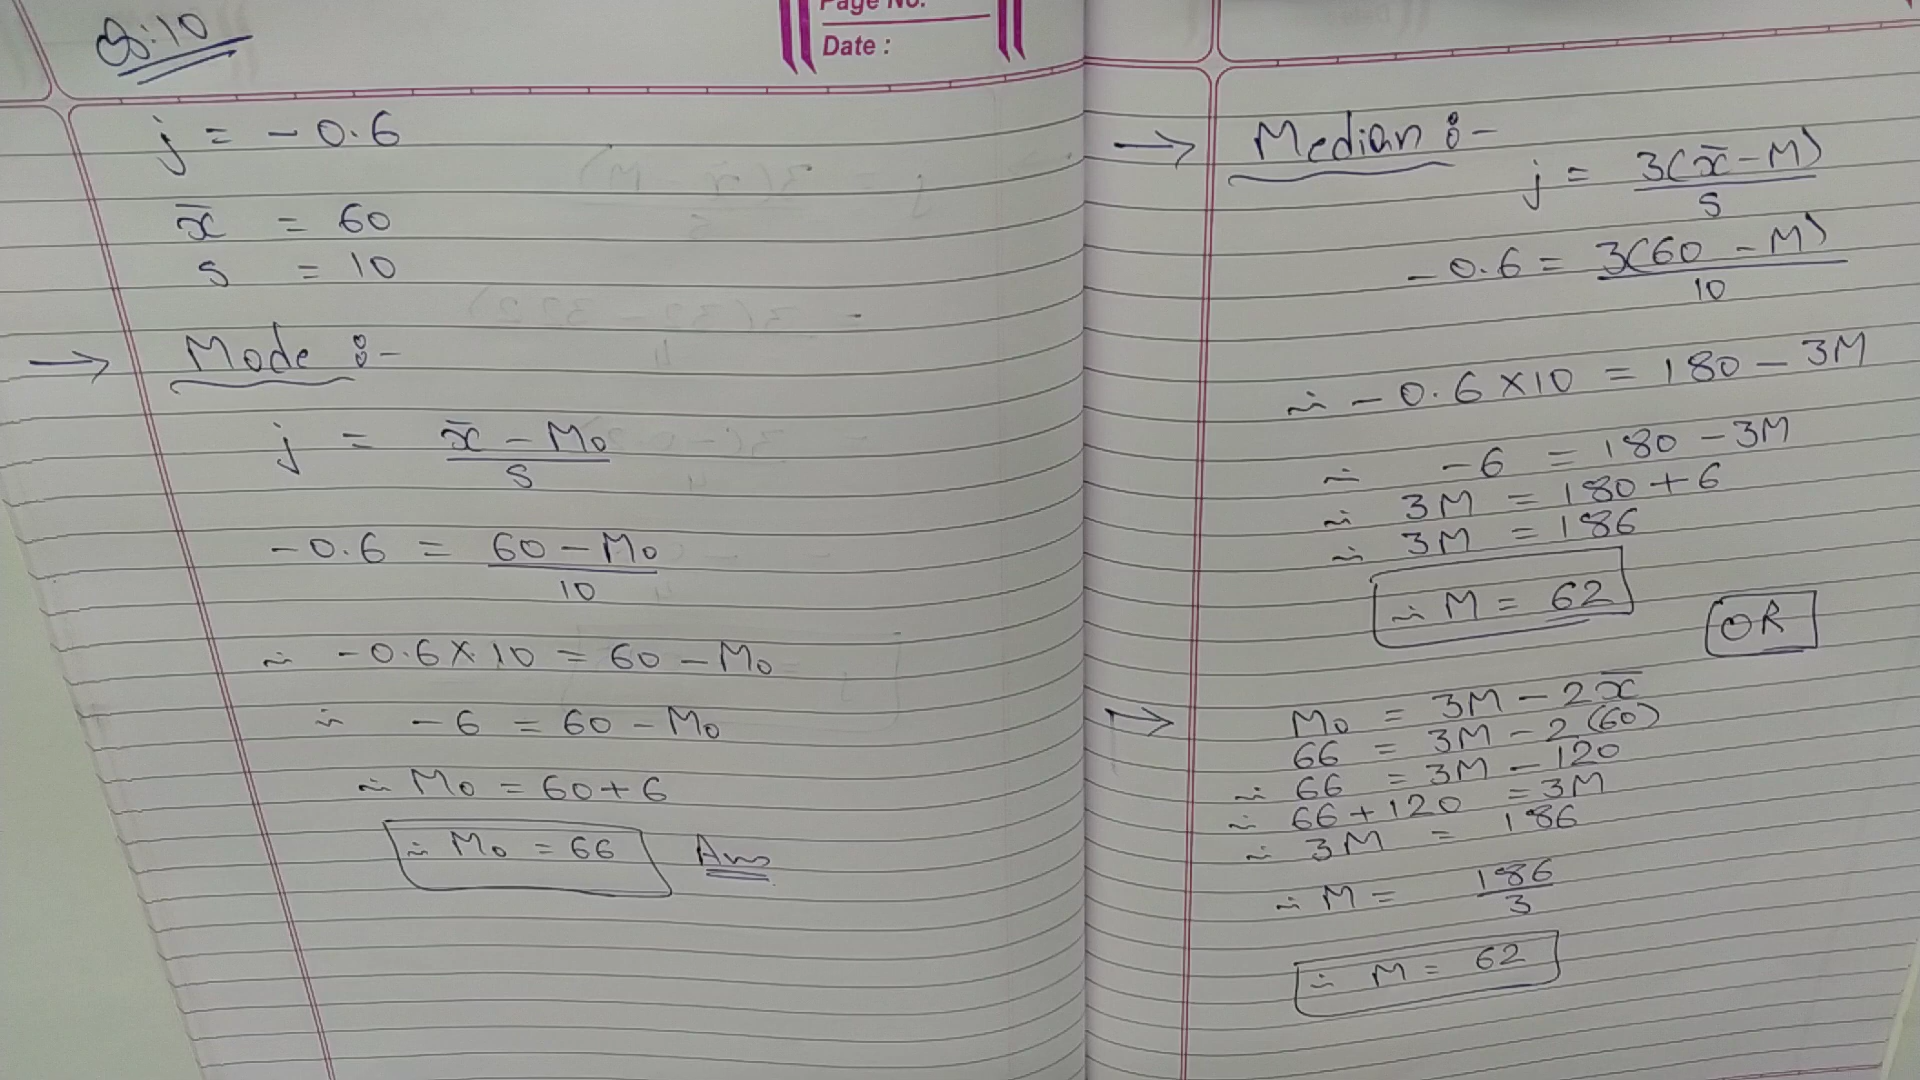 Q:10
Page No.
Date :
j = - 0.6
x̄ = 60
s = 10
→ Mode :-
j = x̄ - Mo / s
-0.6 = 60 - Mo / 10
∴ -0.6 × 10 = 60 - Mo
∴ -6 = 60 - Mo
∴ Mo = 60 + 6
∴ Mo = 66 Ans
→ Median :-
j = 3(x̄ - M) / s
-0.6 = 3(60 - M) / 10
∴ -0.6 × 10 = 180 - 3M
∴ -6 = 180 - 3M
∴ 3M = 180 + 6
∴ 3M = 186
∴ M = 62
OR
→ Mo = 3M - 2x̄
66 = 3M - 2(60)
∴ 66 = 3M - 120
∴ 66 + 120 = 3M
∴ 3M = 186
∴ M = 186 / 3
∴ M = 62